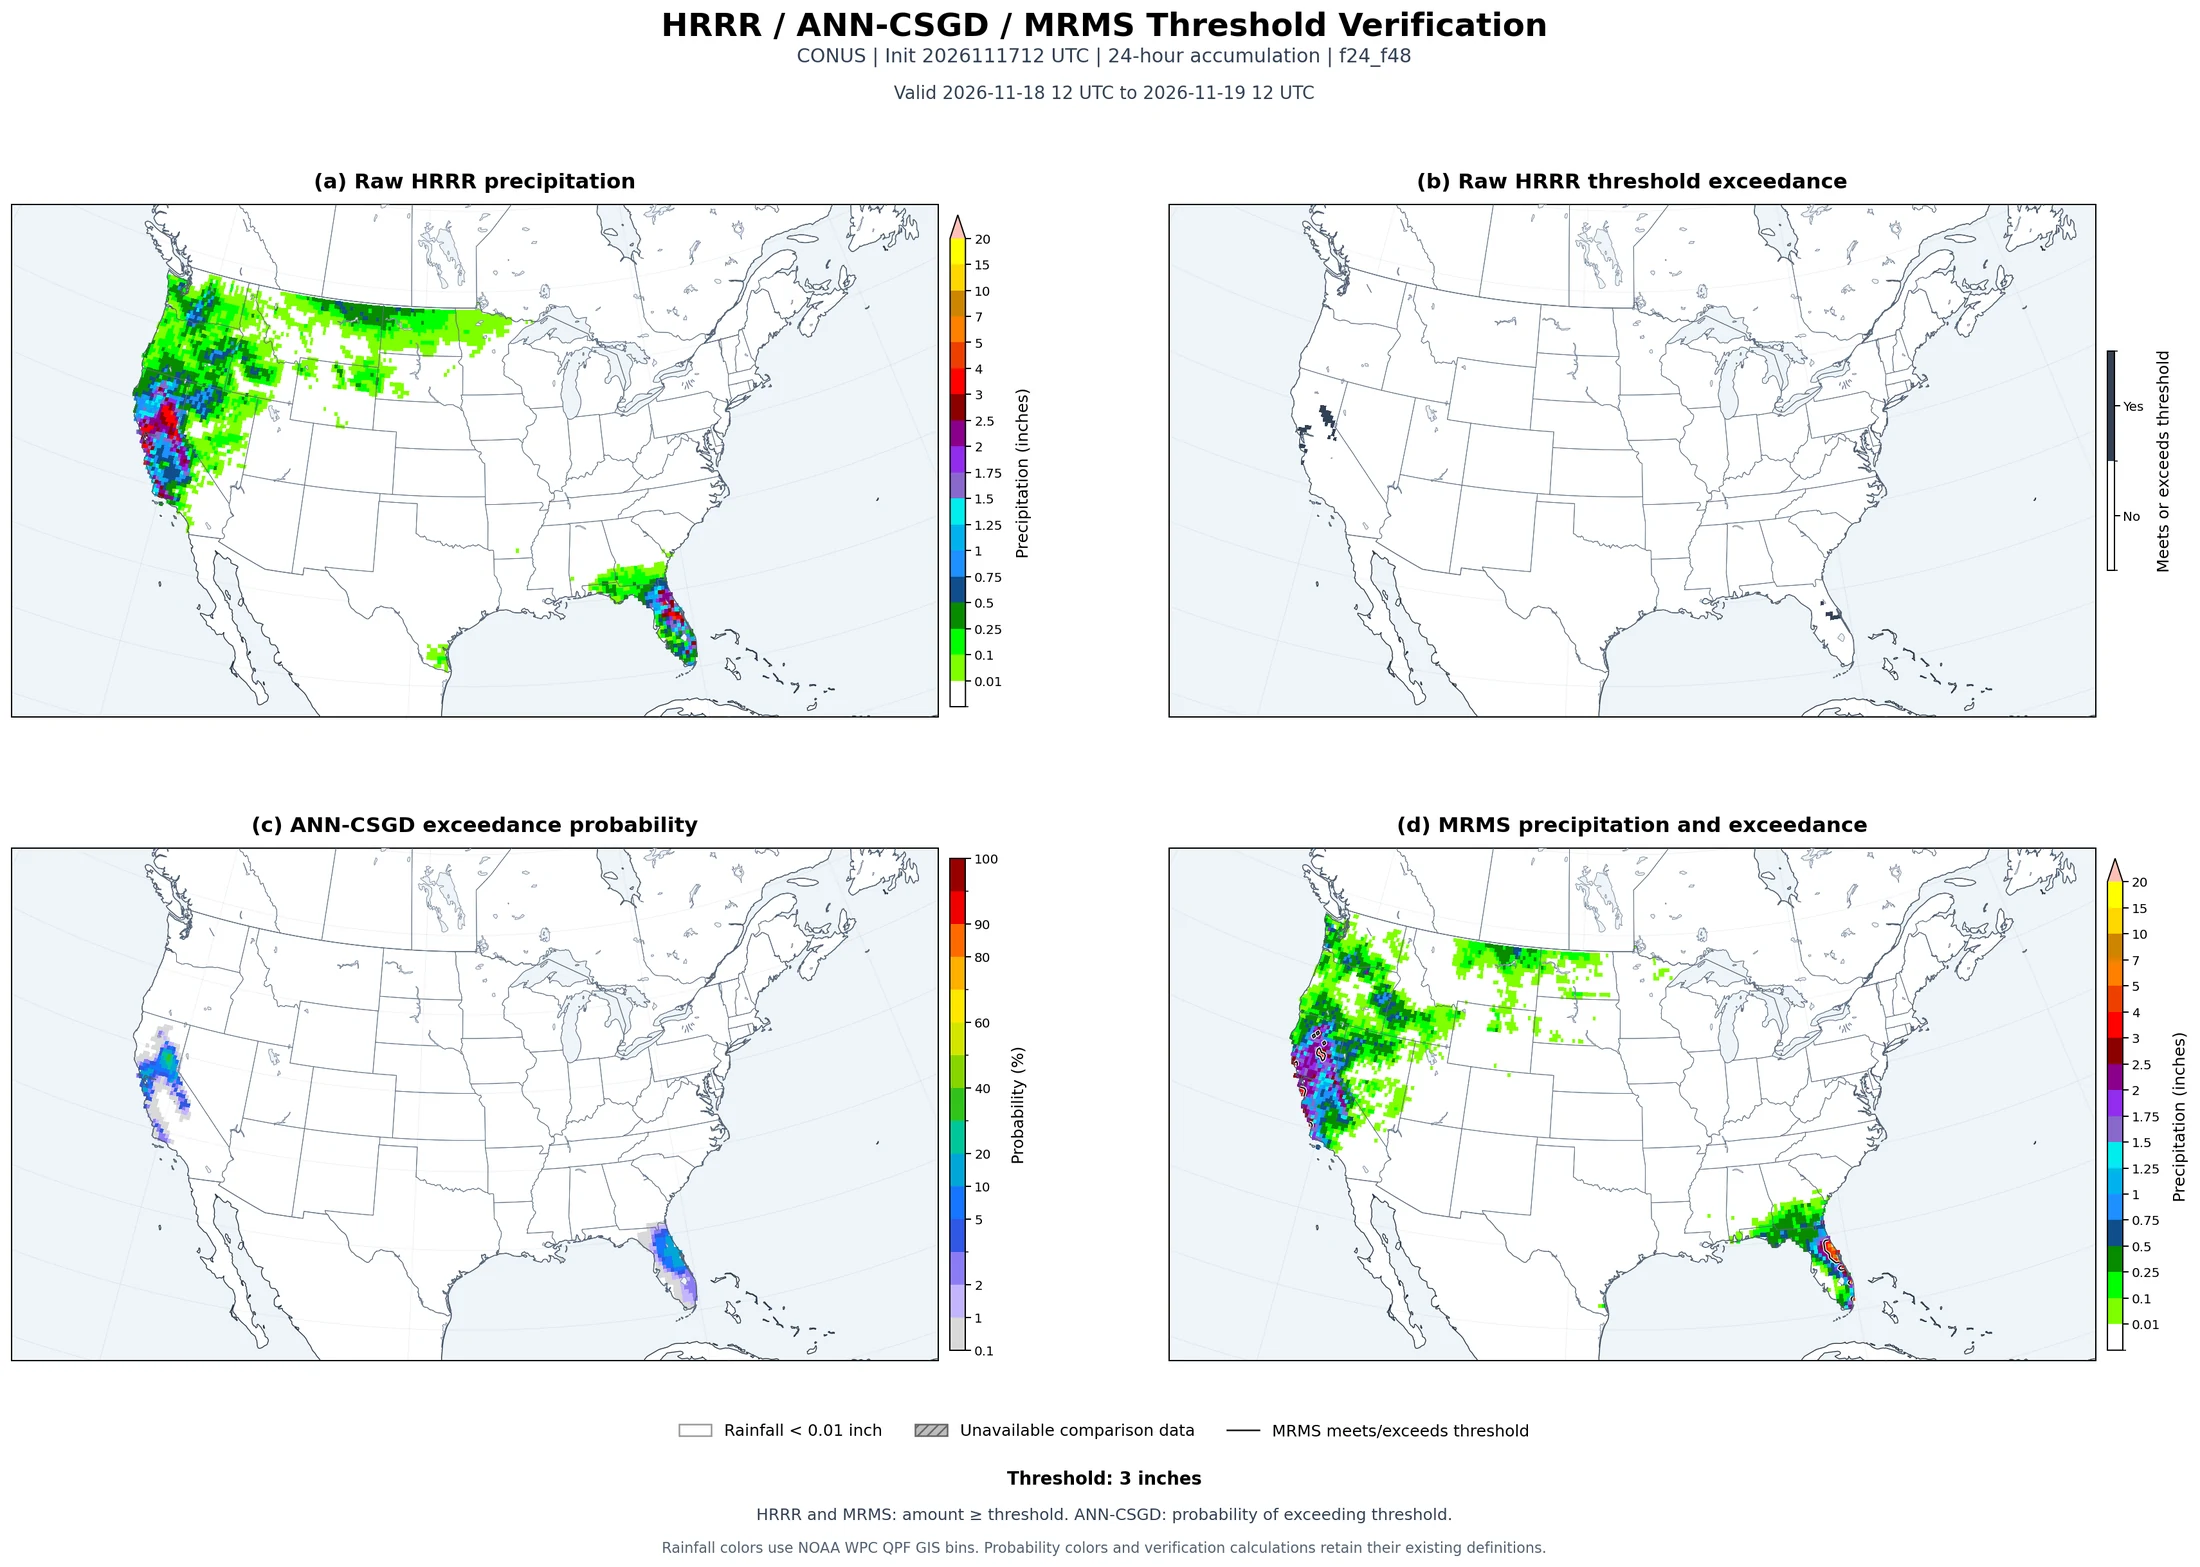 HRRR / ANN-CSGD / MRMS Threshold Verification
CONUS | Init 2026111712 UTC | 24-hour accumulation | f24_f48
Valid 2026-11-18 12 UTC to 2026-11-19 12 UTC
(a) Raw HRRR precipitation
20
15
10
7
5
4
3
2.5
2
1.75
1.5
1.25
1
0.75
0.5
0.25
0.1
0.01
Precipitation (inches)
(b) Raw HRRR threshold exceedance
Yes
No
Meets or exceeds threshold
(c) ANN-CSGD exceedance probability
100
90
80
60
40
20
10
5
2
1
0.1
Probability (%)
(d) MRMS precipitation and exceedance
20
15
10
7
5
4
3
2.5
2
1.75
1.5
1.25
1
0.75
0.5
0.25
0.1
0.01
Precipitation (inches)
Rainfall < 0.01 inch
Unavailable comparison data
MRMS meets/exceeds threshold
Threshold: 3 inches
HRRR and MRMS: amount ≥ threshold. ANN-CSGD: probability of exceeding threshold.
Rainfall colors use NOAA WPC QPF GIS bins. Probability colors and verification calculations retain their existing definitions.